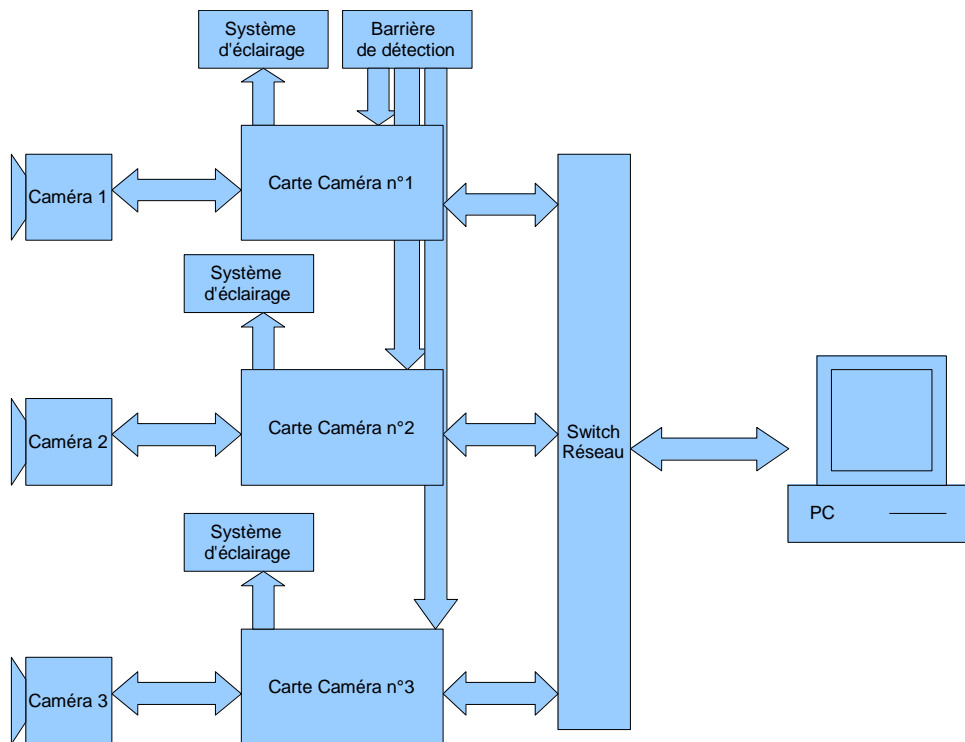 Système
d'éclairage
Barrière
de détection
Caméra 1
Carte Caméra n°1
Système
d'éclairage
Caméra 2
Carte Caméra n°2
Switch
Réseau
PC
Système
d'éclairage
Caméra 3
Carte Caméra n°3